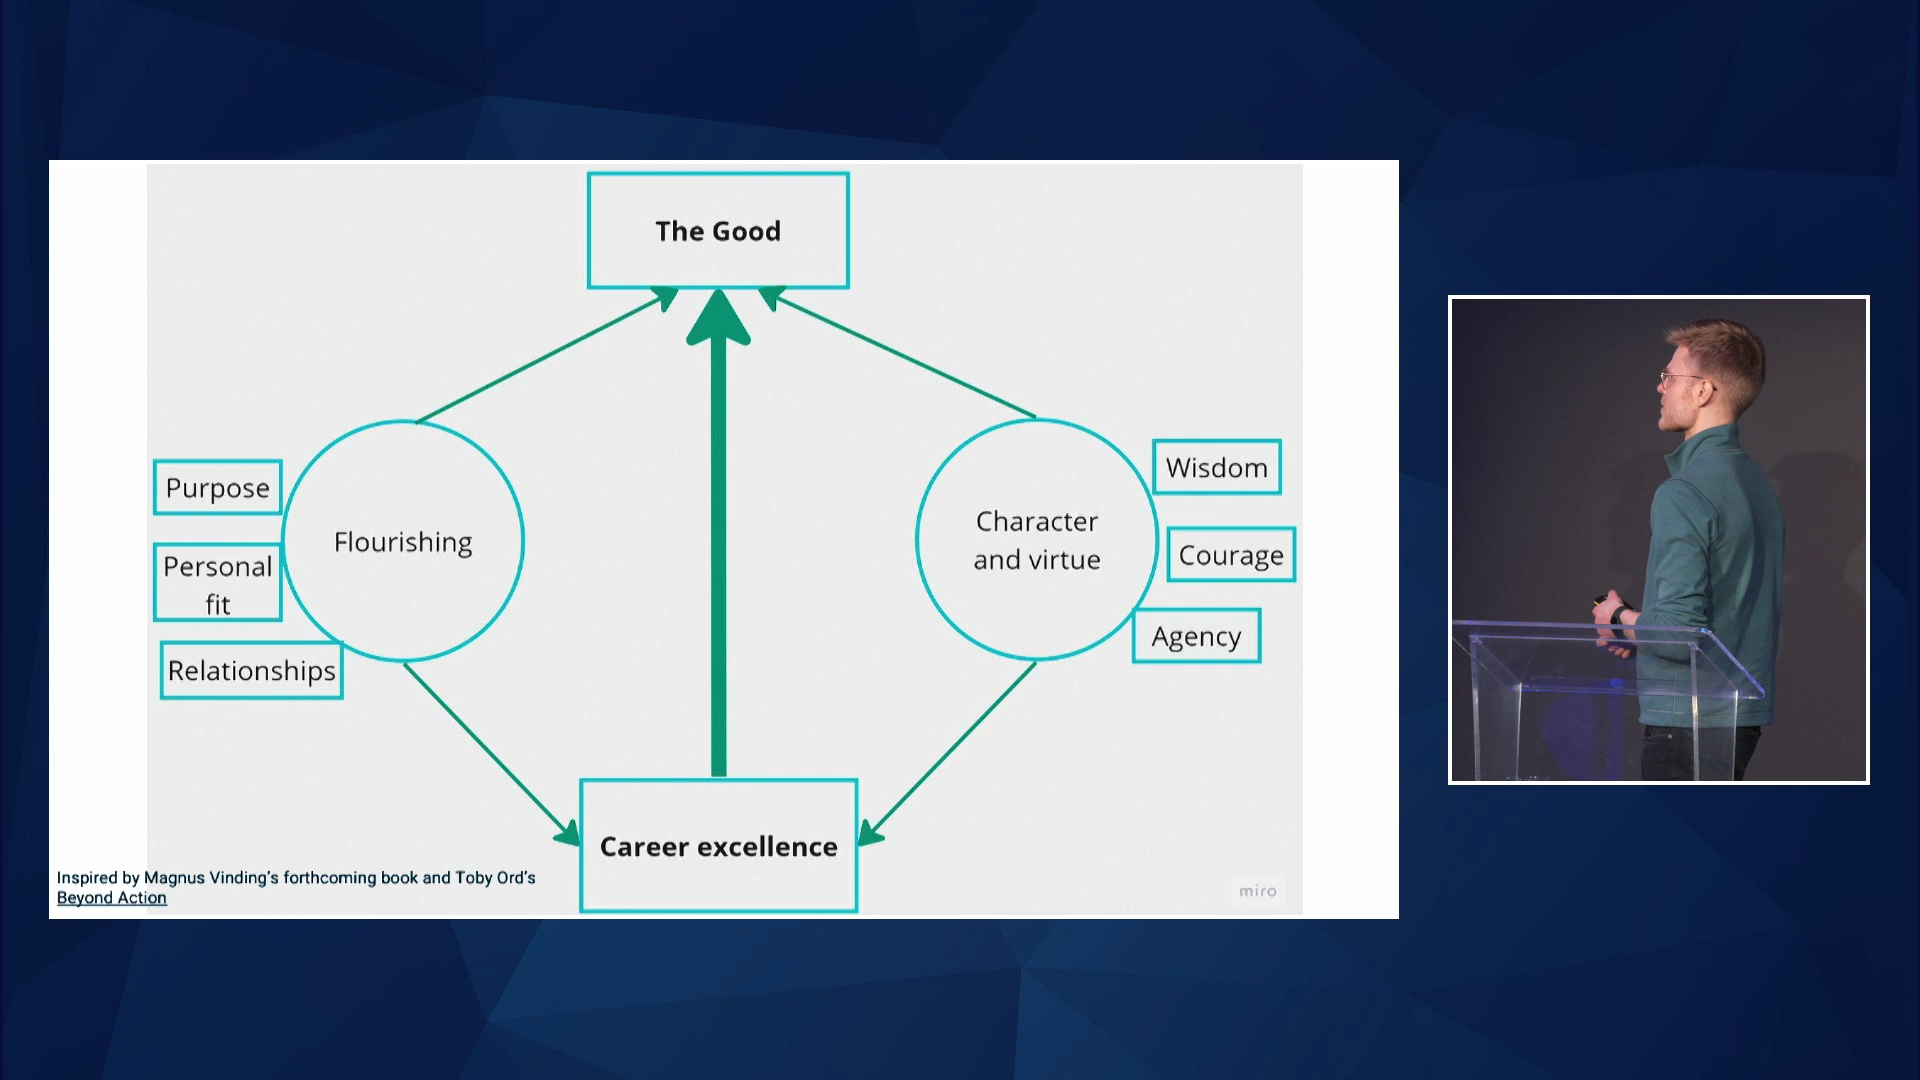 The Good
Purpose
Personal
fit
Relationships
Flourishing
Character
and virtue
Wisdom
Courage
Agency
Career excellence
Inspired by Magnus Vinding's forthcoming book and Toby Ord's
Beyond Action
miro